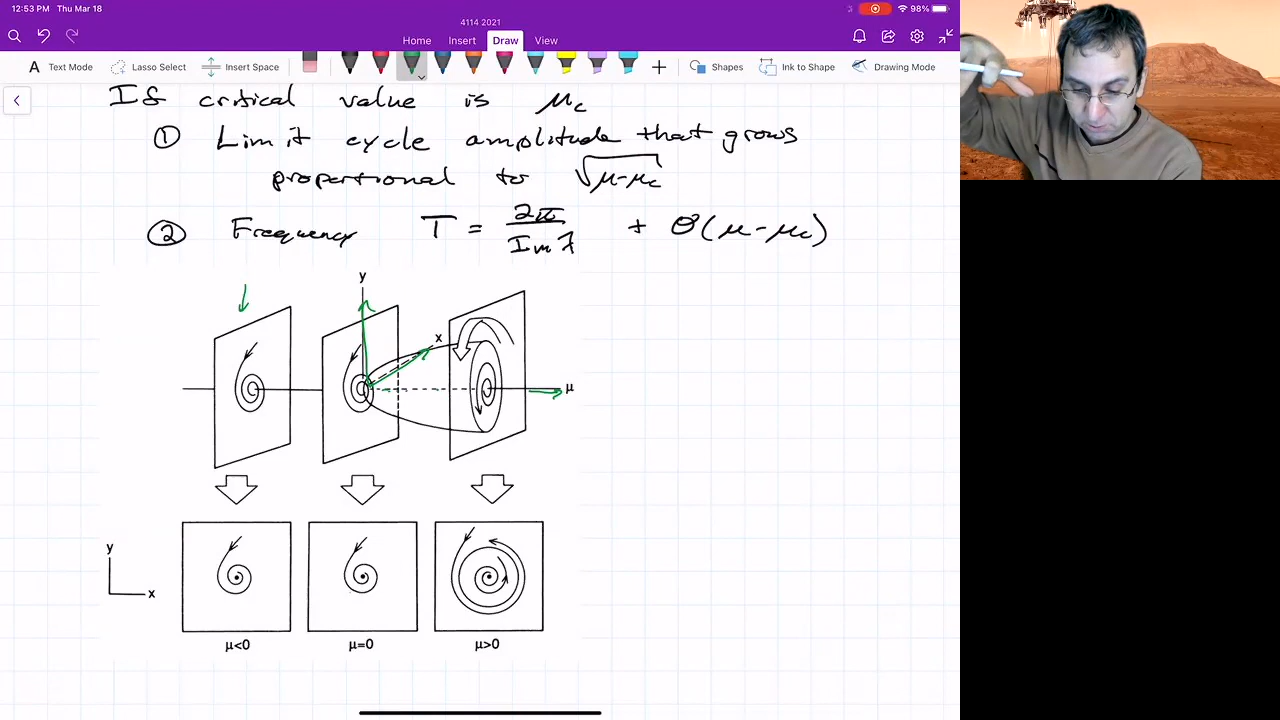 12:53 PM Thu Mar 18
98%
4114 2021
Home Insert Draw View
Text Mode Lasso Select Insert Space Shapes Ink to Shape Drawing Mode
If critical value is μc
① Limit cycle amplitude that grows
proportional to √μ-μc
② Frequency T = 2π / Im λ + O(μ-μc)
y
x
μ
y
x
μ<0 μ=0 μ>0